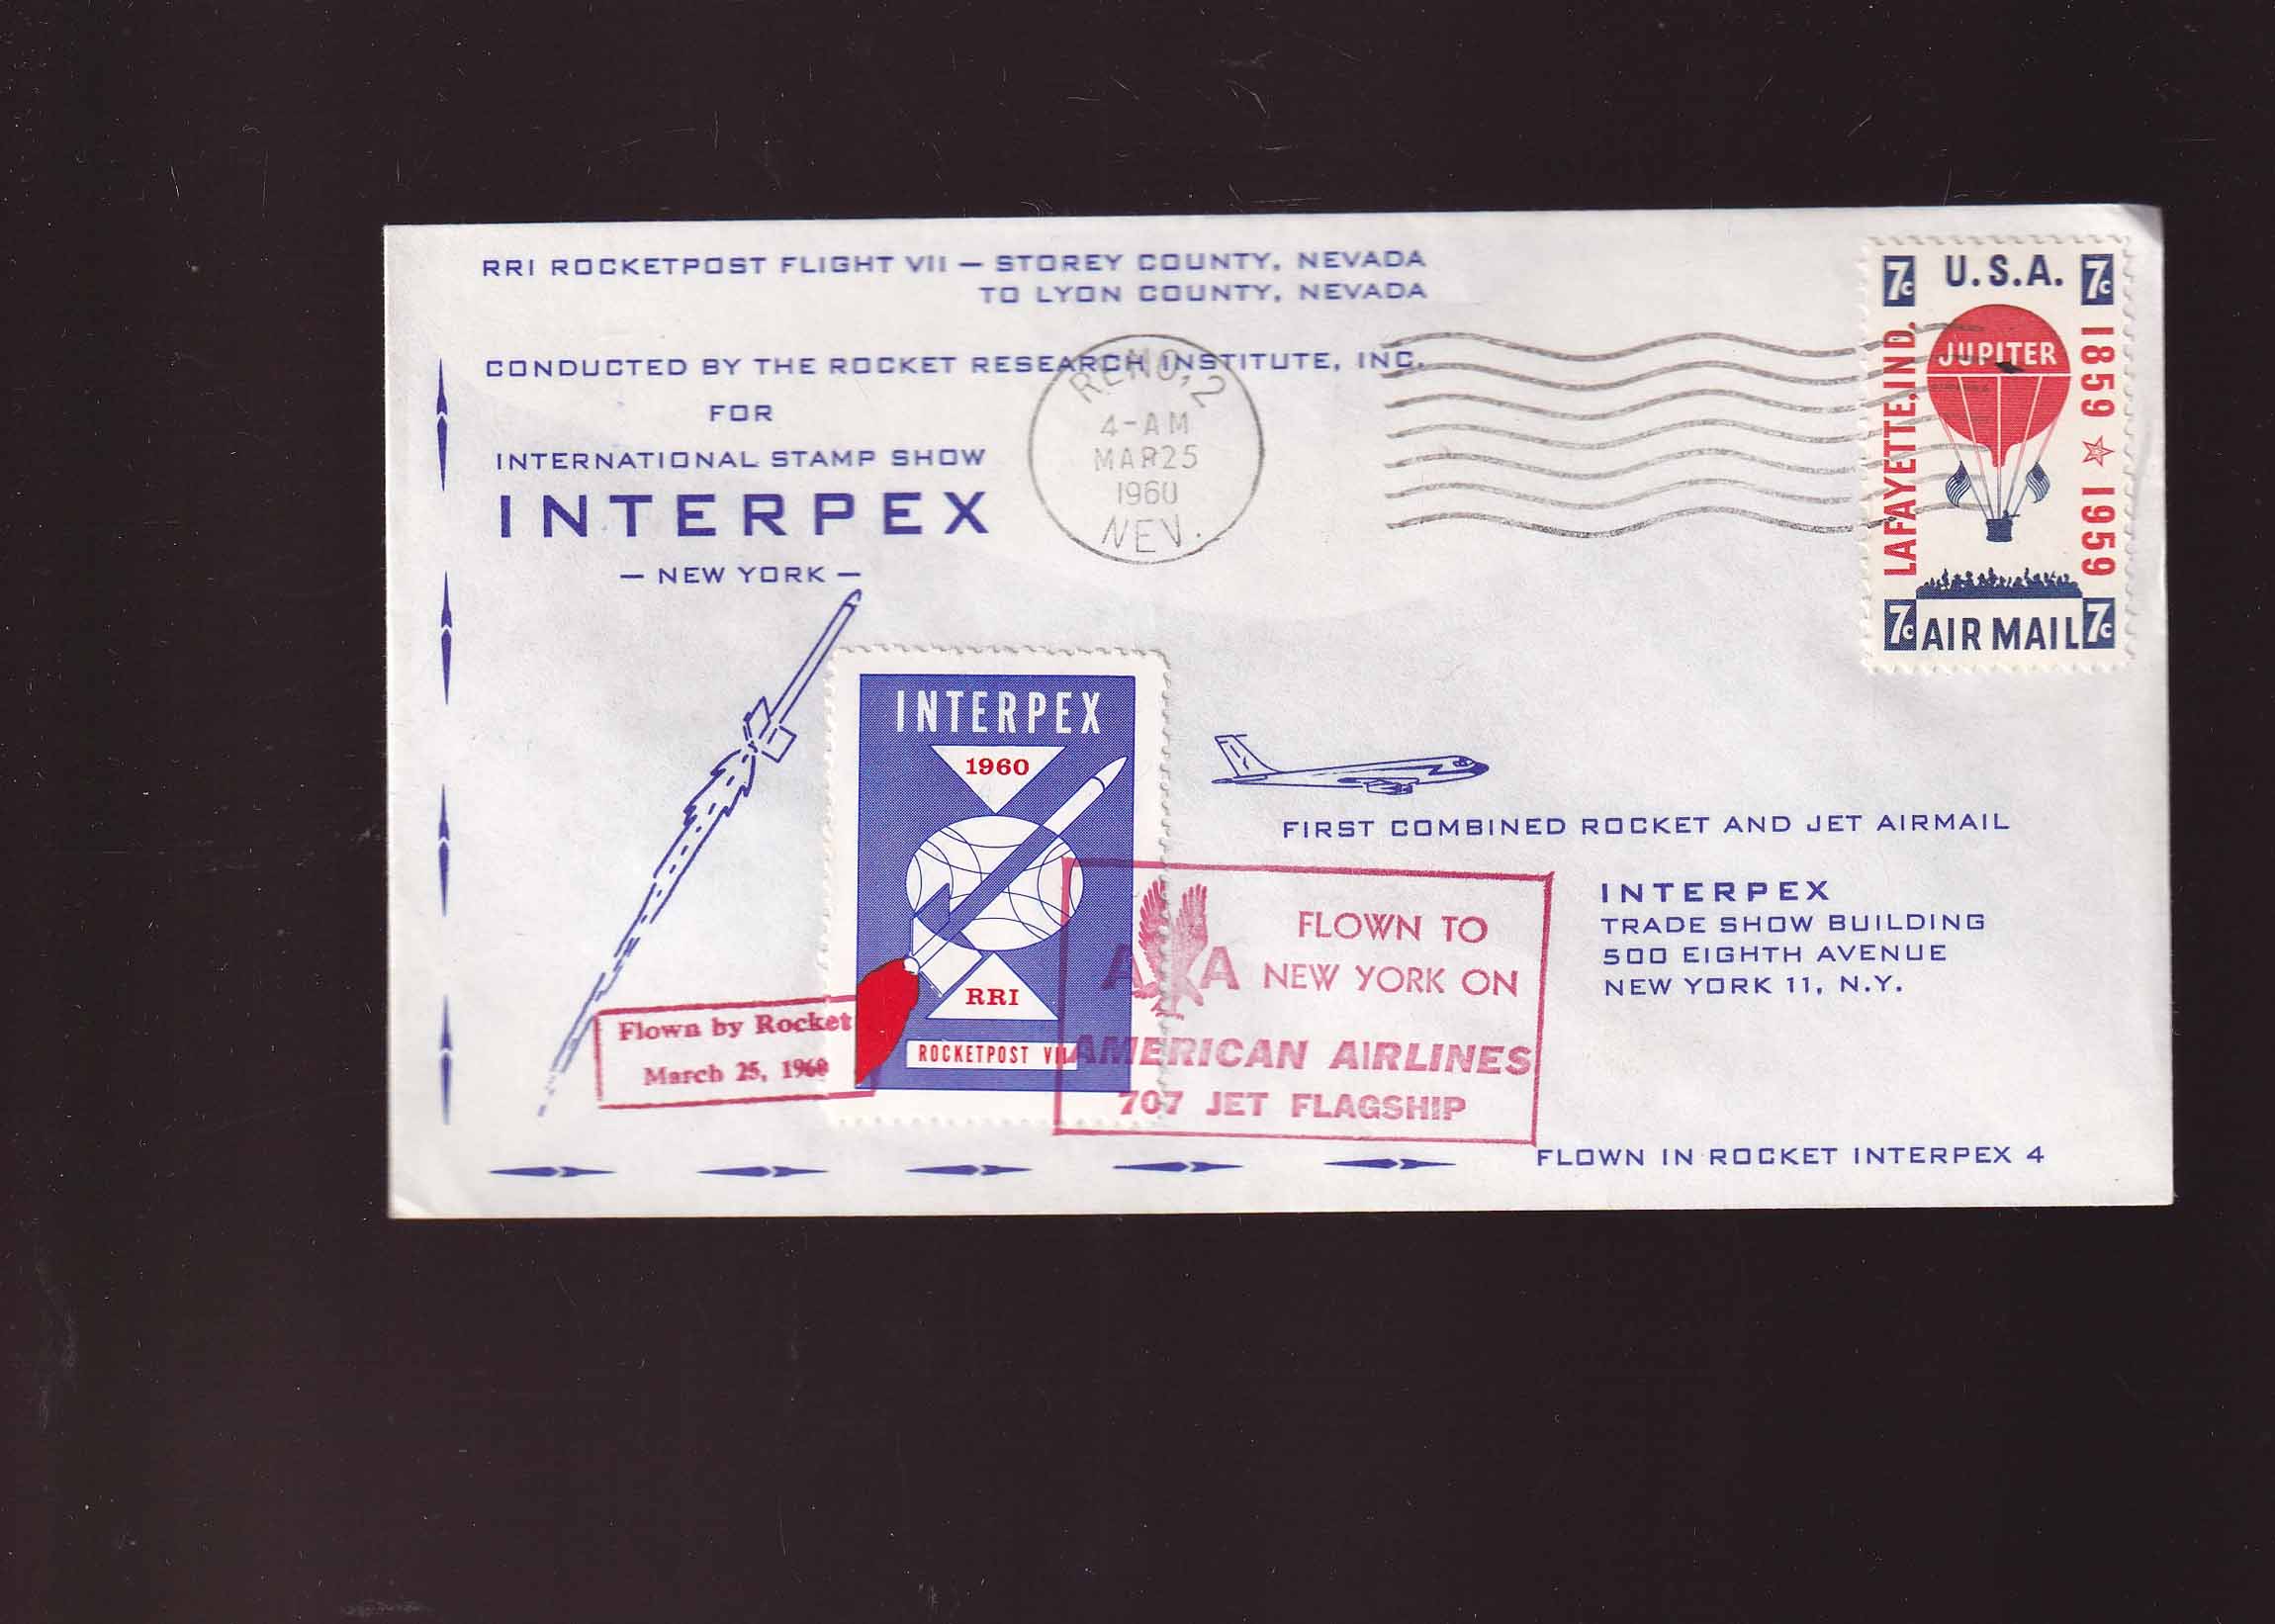 RRI ROCKETPOST FLIGHT VII — STOREY COUNTY, NEVADA
TO LYON COUNTY, NEVADA
CONDUCTED BY THE ROCKET RESEARCH INSTITUTE, INC.
FOR
INTERNATIONAL STAMP SHOW
INTERPEX
— NEW YORK —
RENO, 2
4-AM
MAR25
1960
NEV.
7c U.S.A. 7c
LAFAYETTE, IND.
JUPITER
1859 ☆ 1959
7c AIR MAIL 7c
INTERPEX
1960
RRI
ROCKETPOST VII
FIRST COMBINED ROCKET AND JET AIRMAIL
INTERPEX
TRADE SHOW BUILDING
500 EIGHTH AVENUE
NEW YORK 11, N.Y.
Flown by Rocket
March 25, 1960
FLOWN TO
A A NEW YORK ON
AMERICAN AIRLINES
707 JET FLAGSHIP
FLOWN IN ROCKET INTERPEX 4